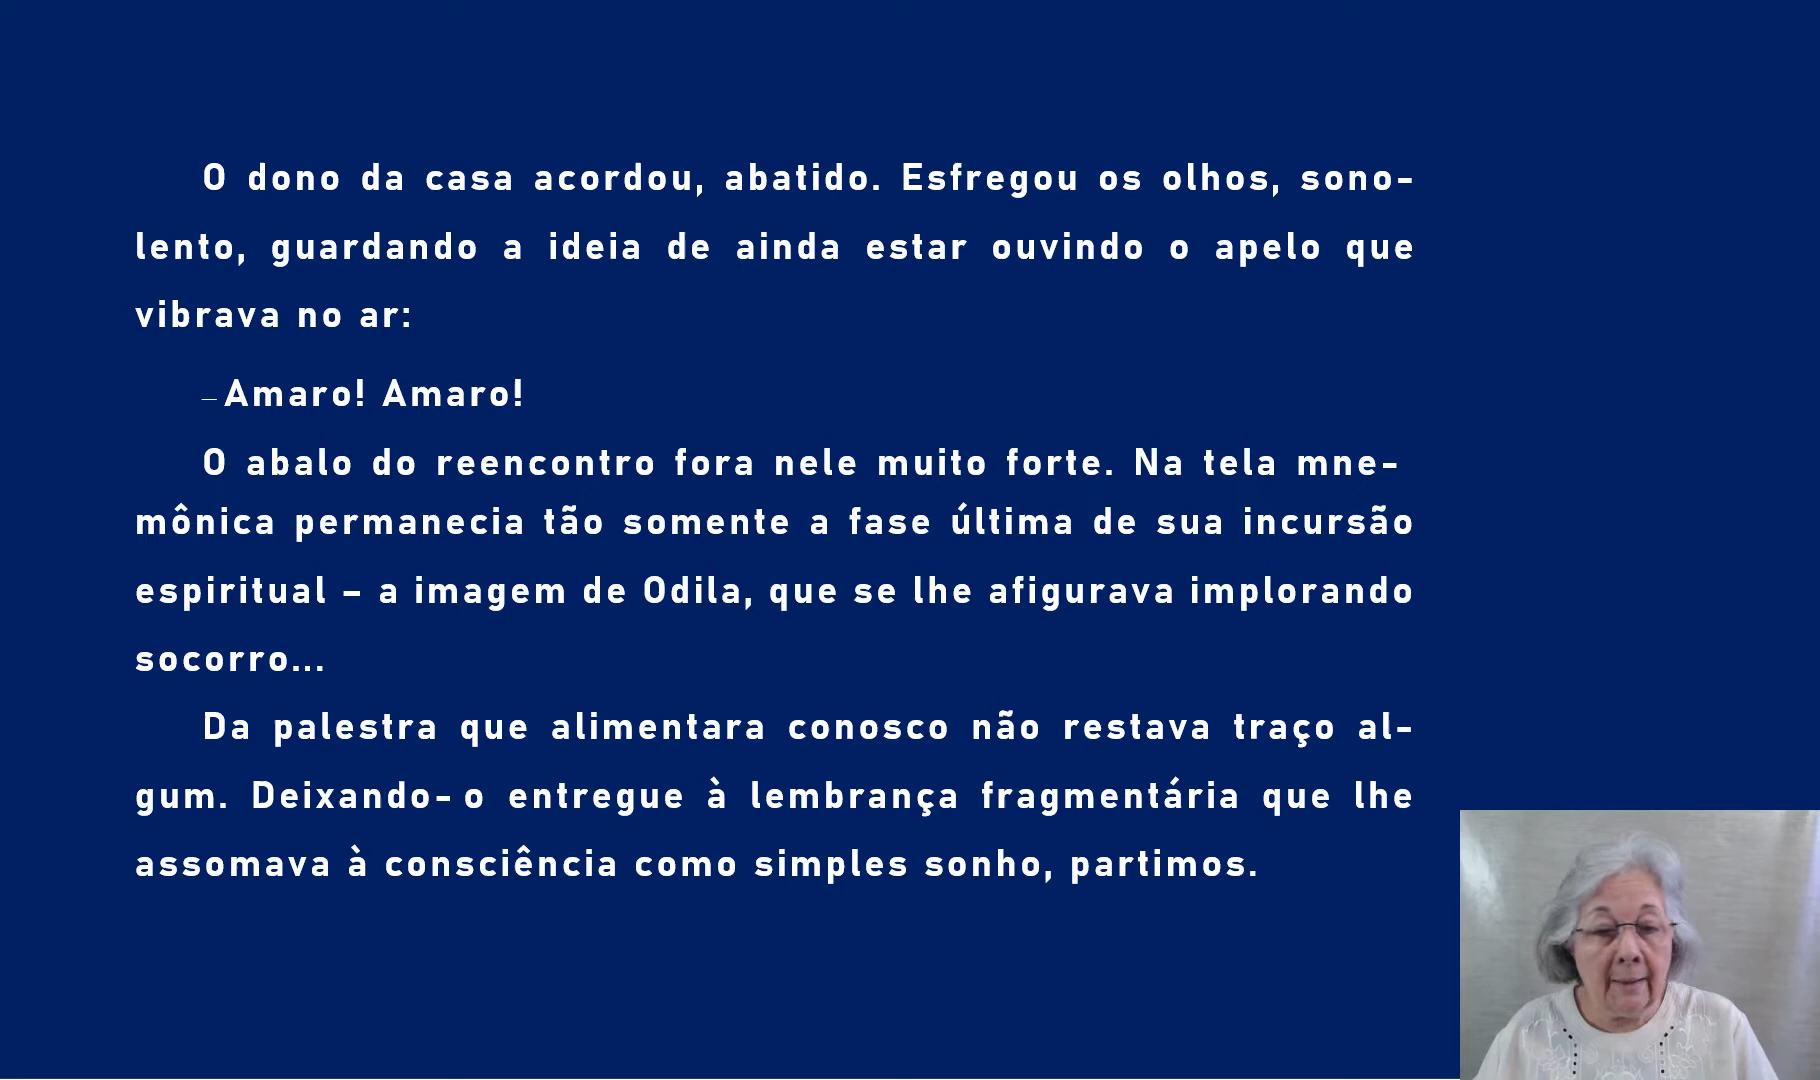 O dono da casa acordou, abatido. Esfregou os olhos, sono-
lento, guardando a ideia de ainda estar ouvindo o apelo que
vibrava no ar:
– Amaro! Amaro!
O abalo do reencontro fora nele muito forte. Na tela mne-
mônica permanecia tão somente a fase última de sua incursão
espiritual – a imagem de Odila, que se lhe afigurava implorando
socorro...
Da palestra que alimentara conosco não restava traço al-
gum. Deixando-o entregue à lembrança fragmentária que lhe
assomava à consciência como simples sonho, partimos.